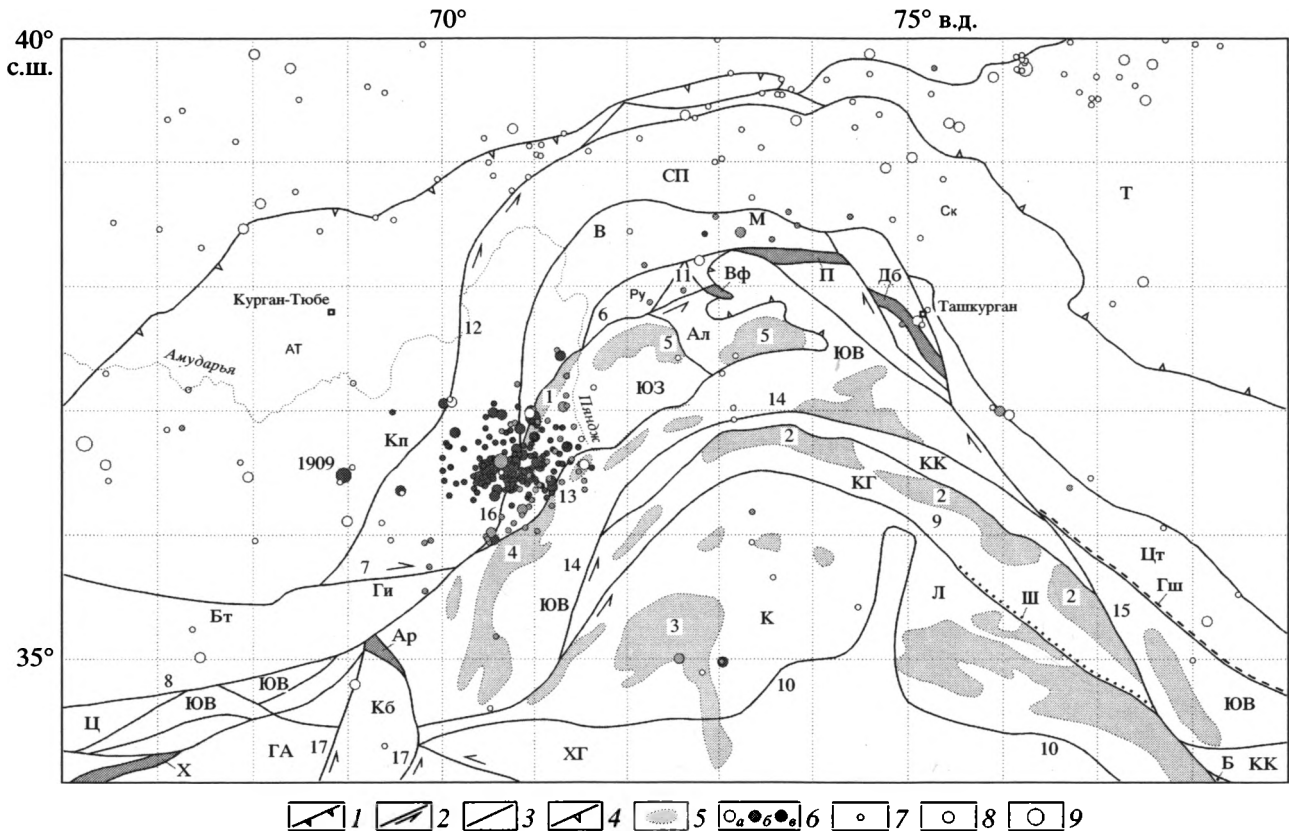 70° 75° в.д.
40° с.ш.
СП
Ск
Т
В
М
П
Дб
Курган-Тюбе
11
Вф
Ру
Ташкурган
12
6
Ал
АТ
5
5
ЮВ
Амударья
1
Пяндж
ЮЗ
14
Кп
2
КК
1909
КГ
2
13
16
9
4
14
Цт
7
Ги
ЮВ
Гш
Бт
Л
Ш
2
15
Ар
3
К
35°
8
ЮВ
10
ЮВ
Кб
ЮВ
Ц
ГА
17
17
ХГ
10
Х
Б
КК
1 2 3 4 5 а б в 6 7 8 9